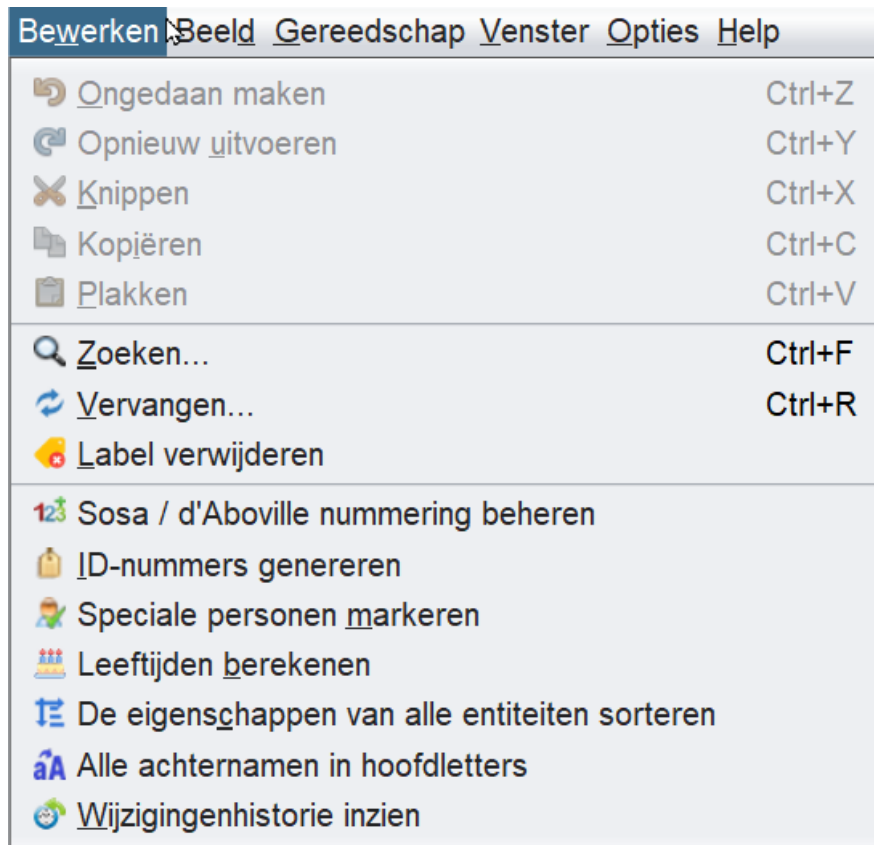 Bewerken Beeld Gereedschap Venster Opties Help
Ongedaan maken Ctrl+Z
Opnieuw uitvoeren Ctrl+Y
Knippen Ctrl+X
Kopiëren Ctrl+C
Plakken Ctrl+V
Zoeken... Ctrl+F
Vervangen... Ctrl+R
Label verwijderen
123 Sosa / d'Aboville nummering beheren
ID-nummers genereren
Speciale personen markeren
Leeftijden berekenen
De eigenschappen van alle entiteiten sorteren
aA Alle achternamen in hoofdletters
Wijzigingenhistorie inzien